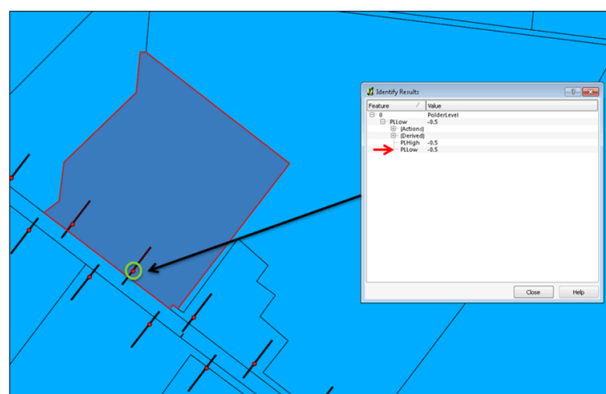 Identify Results
Feature Value
0 PolderLevel
PLLow -0.5
(Actions)
(Derived)
PLHigh -0.5
PLLow -0.5
Close Help